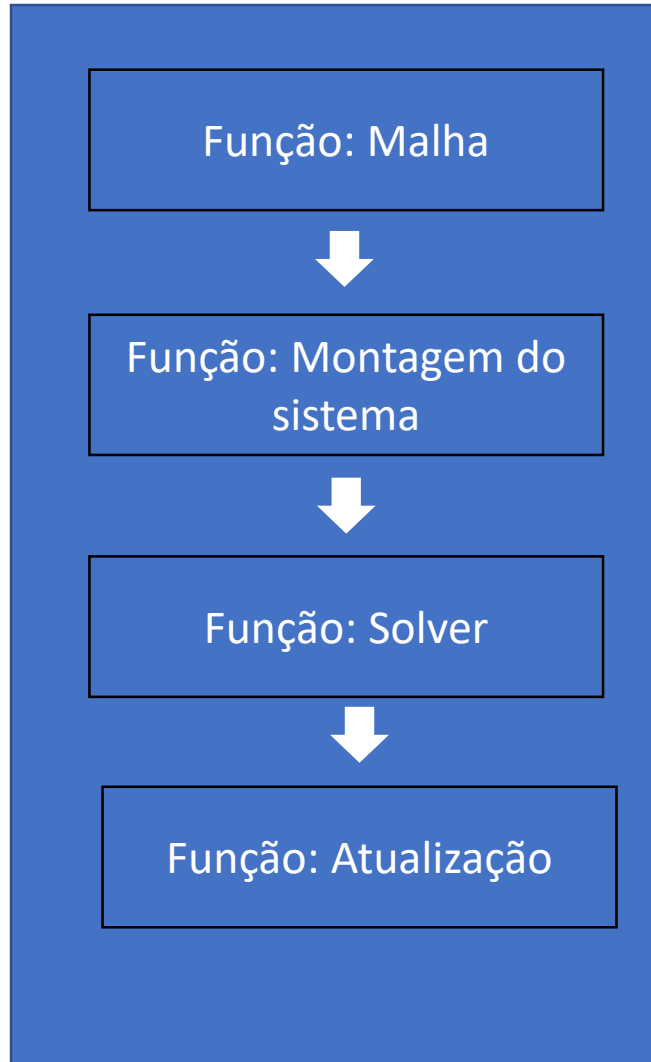 Função: Malha
Função: Montagem do
sistema
Função: Solver
Função: Atualização